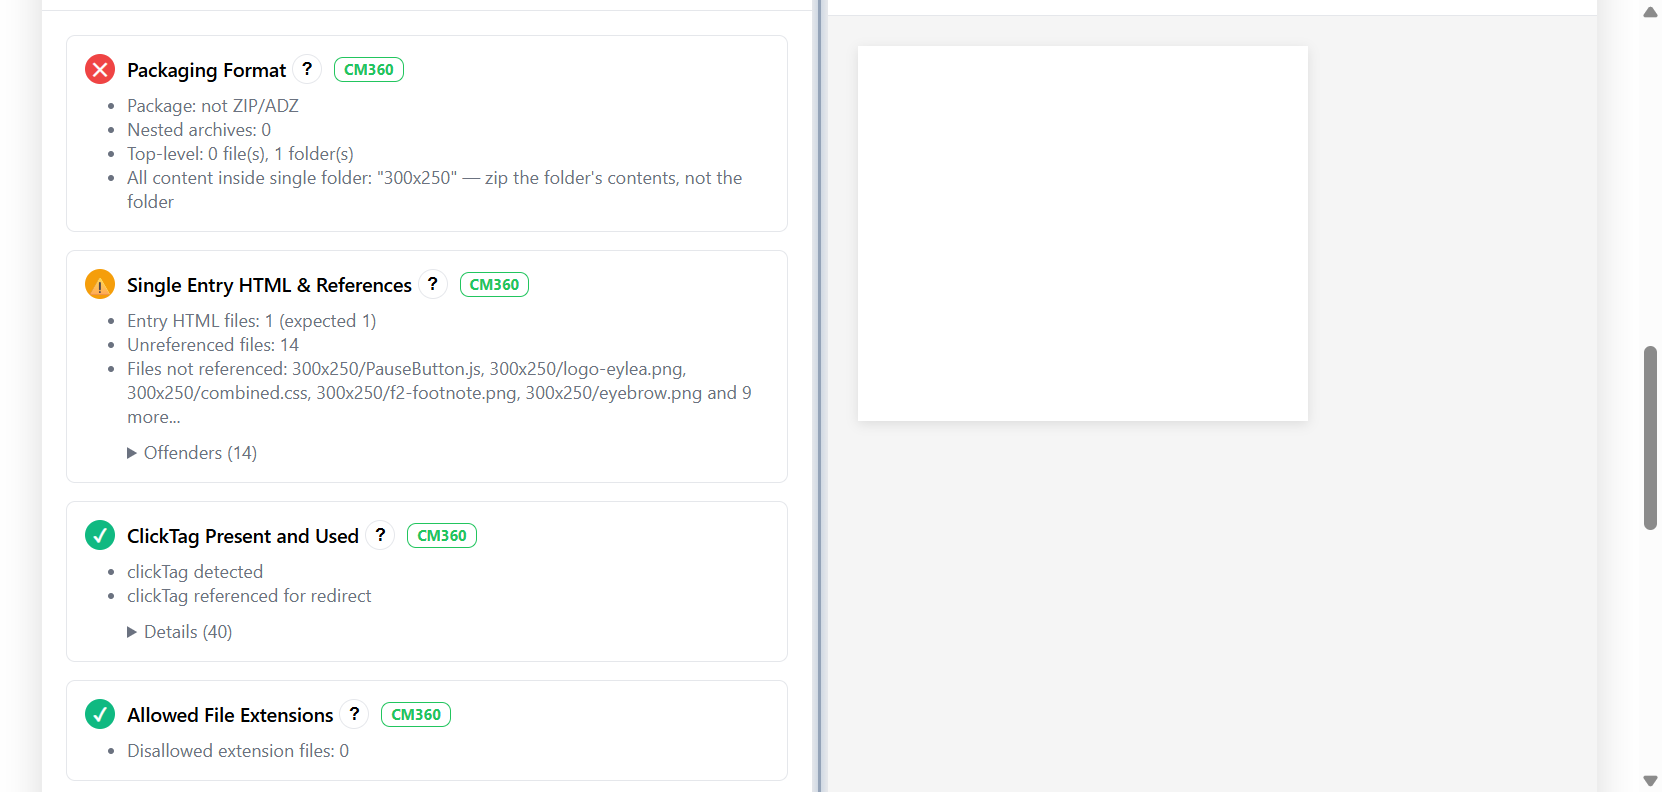 Packaging Format ? CM360
Package: not ZIP/ADZ
Nested archives: 0
Top-level: 0 file(s), 1 folder(s)
All content inside single folder: "300x250" — zip the folder's contents, not the
folder
Single Entry HTML & References ? CM360
Entry HTML files: 1 (expected 1)
Unreferenced files: 14
Files not referenced: 300x250/PauseButton.js, 300x250/logo-eylea.png,
300x250/combined.css, 300x250/f2-footnote.png, 300x250/eyebrow.png and 9
more...
Offenders (14)
ClickTag Present and Used ? CM360
clickTag detected
clickTag referenced for redirect
Details (40)
Allowed File Extensions ? CM360
Disallowed extension files: 0